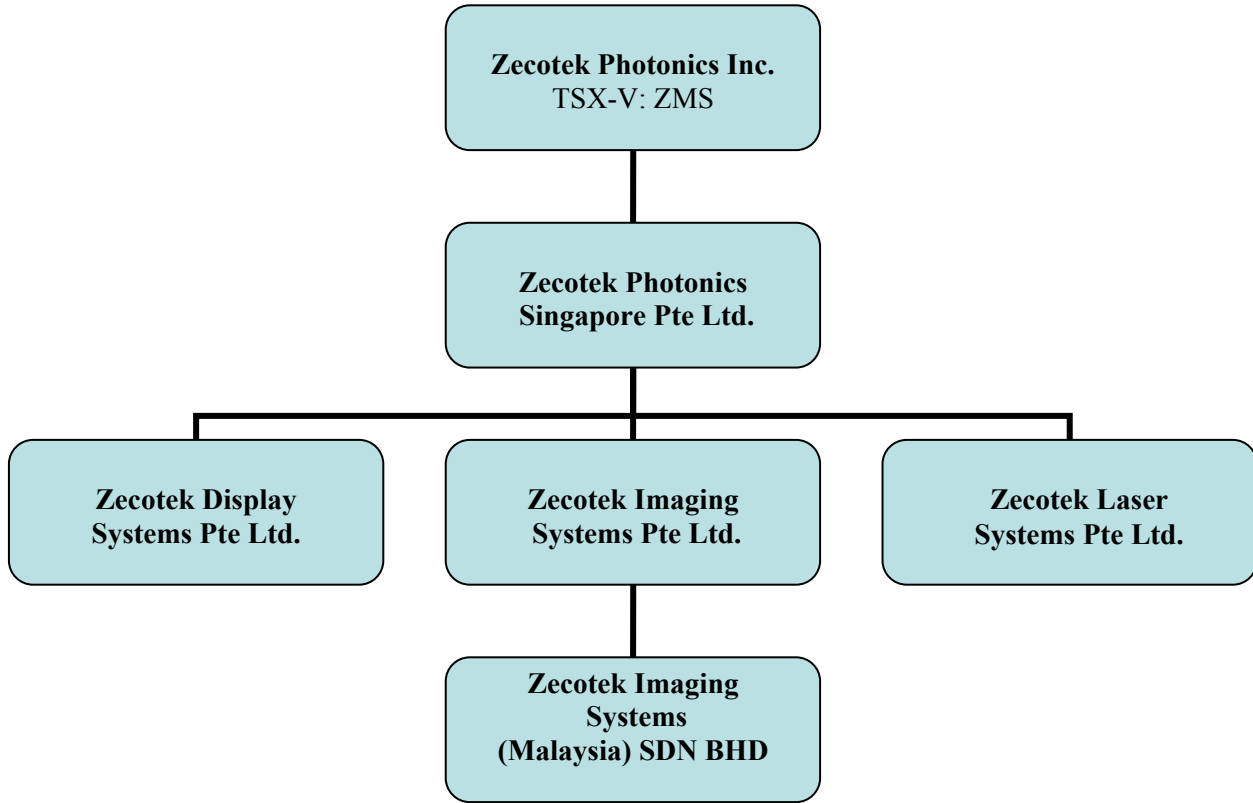 Zecotek Photonics Inc.
TSX-V: ZMS
Zecotek Photonics
Singapore Pte Ltd.
Zecotek Display
Systems Pte Ltd.
Zecotek Imaging
Systems Pte Ltd.
Zecotek Laser
Systems Pte Ltd.
Zecotek Imaging
Systems
(Malaysia) SDN BHD